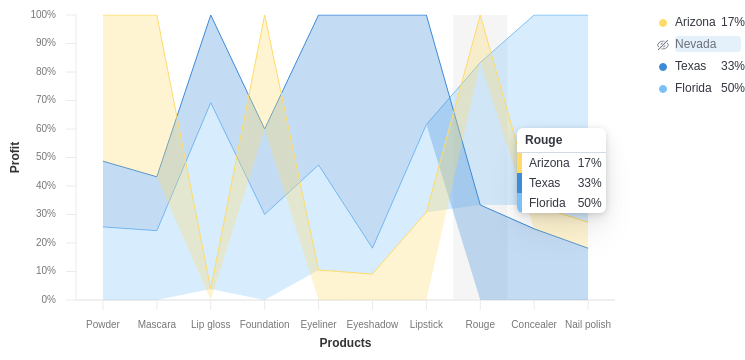 100%
90%
80%
70%
60%
50%
40%
30%
20%
10%
0%
Profit
Powder Mascara Lip gloss Foundation Eyeliner Eyeshadow Lipstick Rouge Concealer Nail polish
Products
Arizona 17%
Nevada
Texas 33%
Florida 50%
Rouge
Arizona 17%
Texas 33%
Florida 50%